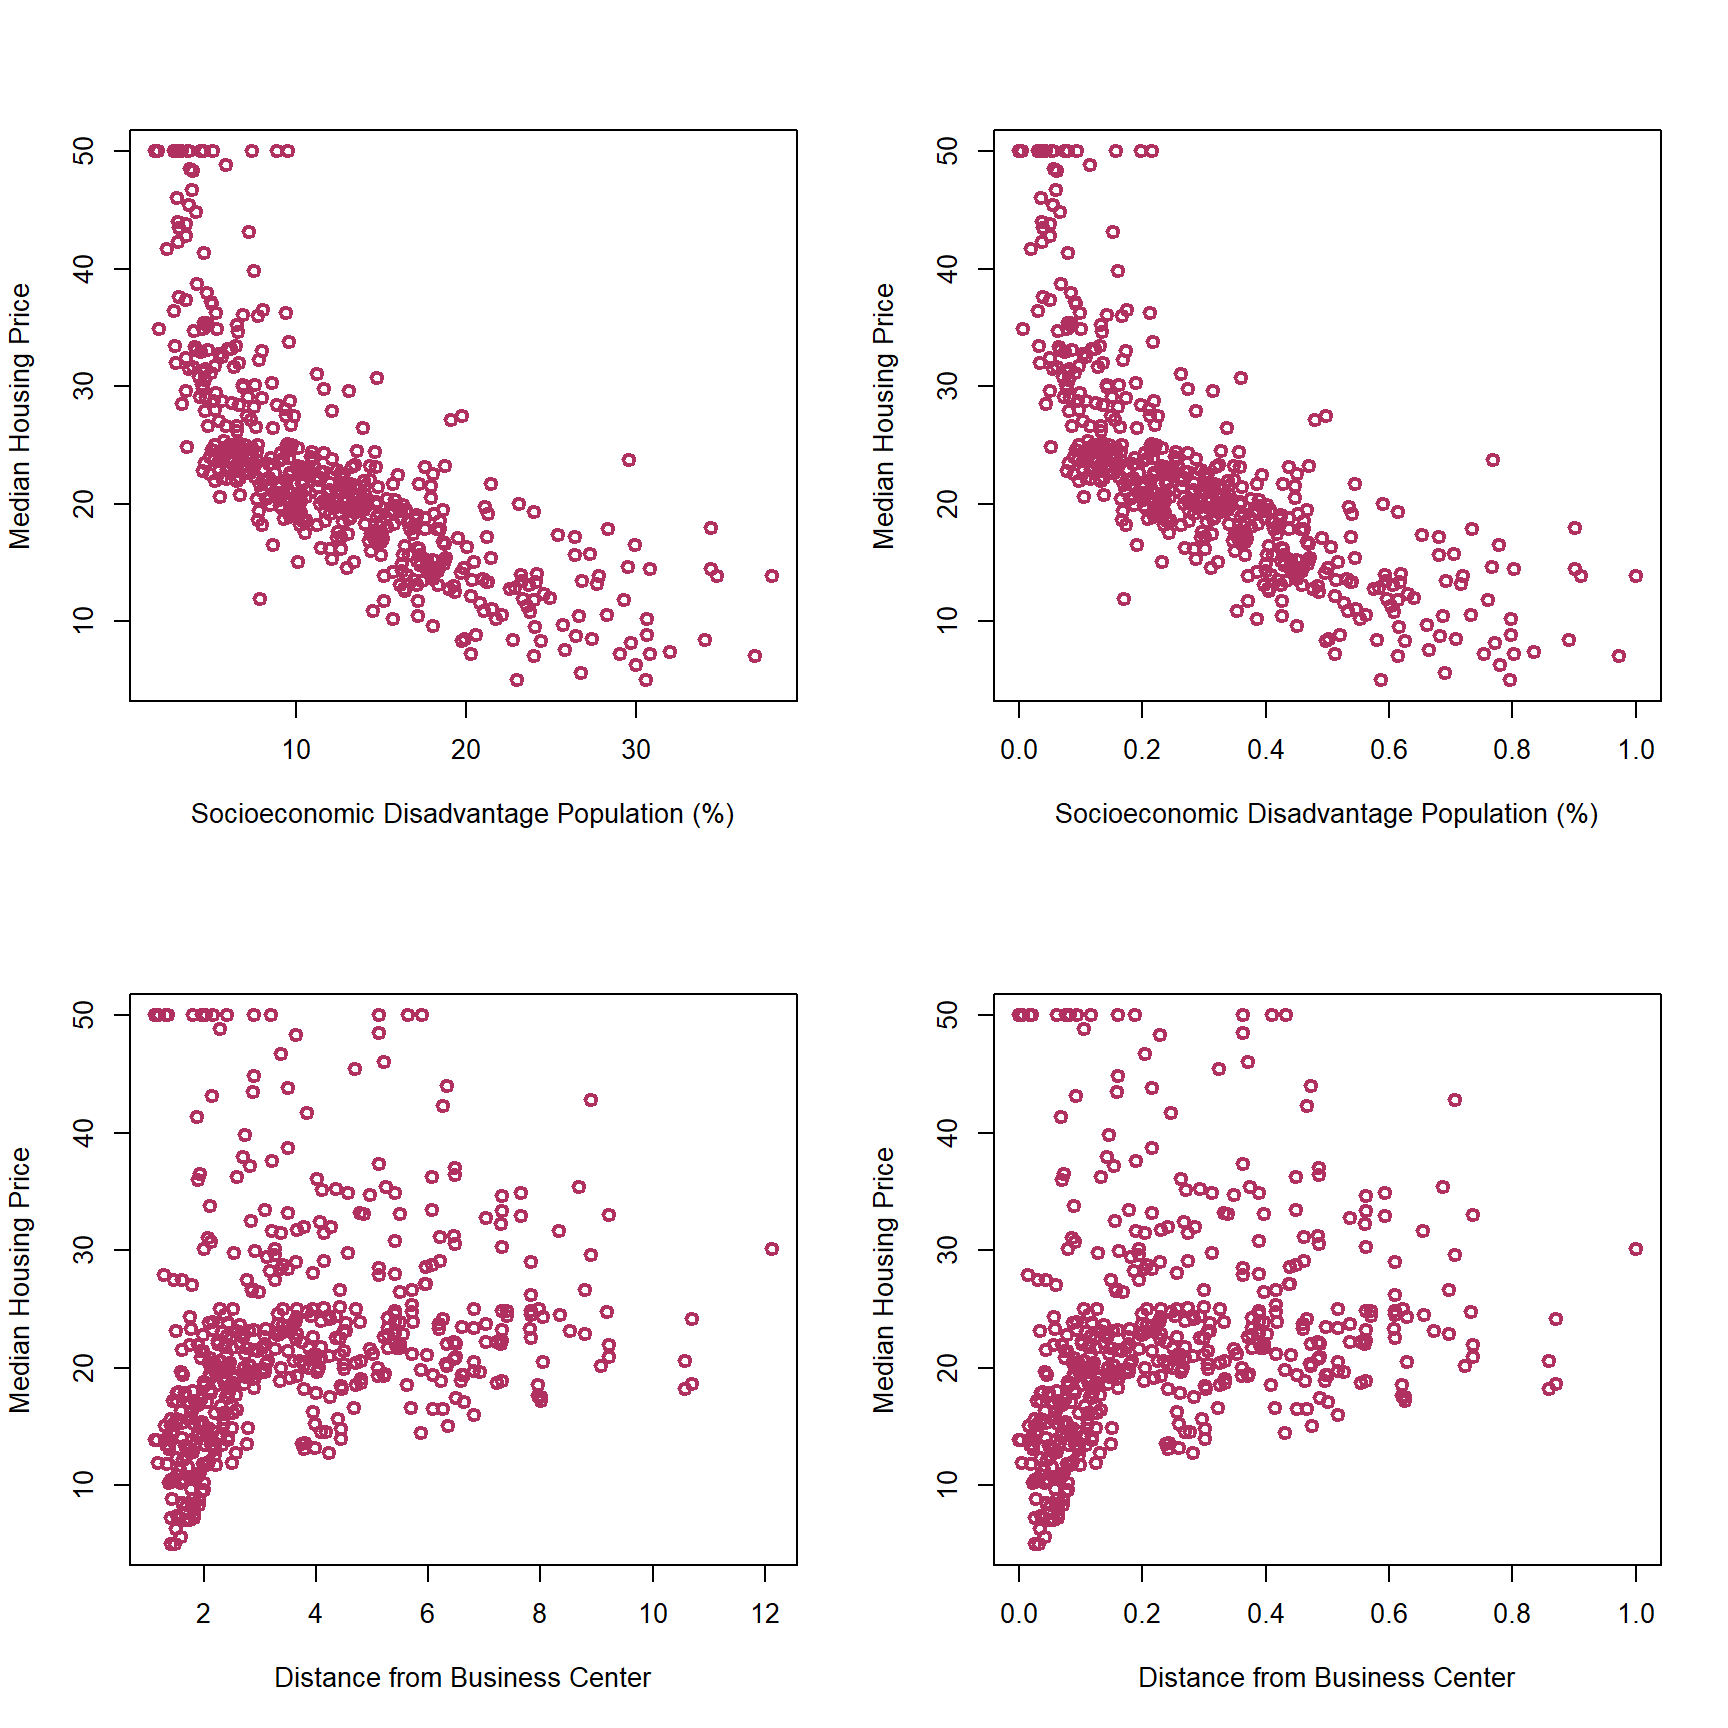 50
40
30
20
10
Median Housing Price
10 20 30
Socioeconomic Disadvantage Population (%)
50
40
30
20
10
Median Housing Price
0.0 0.2 0.4 0.6 0.8 1.0
Socioeconomic Disadvantage Population (%)
50
40
30
20
10
Median Housing Price
2 4 6 8 10 12
Distance from Business Center
50
40
30
20
10
Median Housing Price
0.0 0.2 0.4 0.6 0.8 1.0
Distance from Business Center